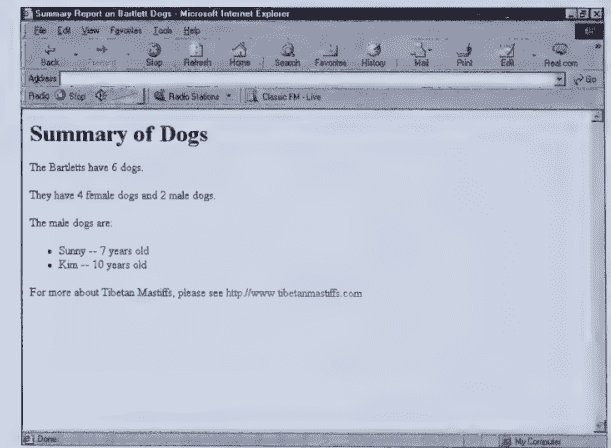 Summary Report on Bartlett Dogs - Microsoft Internet Explorer
File Edit View Favorites Tools Help
Back Stop Refresh Home Search Favorites History Mail Print Edit Real.com
Address Go
Radio Stop Radio Stations Classic FM - Live
Summary of Dogs
The Bartletts have 6 dogs.
They have 4 female dogs and 2 male dogs.
The male dogs are:
• Sunny -- 7 years old
• Kim -- 10 years old
For more about Tibetan Mastiffs, please see http://www.tibetanmastiffs.com
Done My Computer